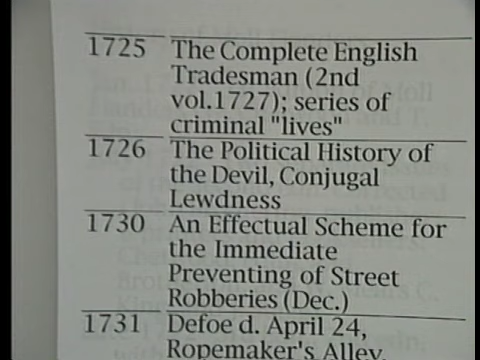 1725 The Complete English
Tradesman (2nd
vol.1727); series of
criminal "lives"
1726 The Political History of
the Devil, Conjugal
Lewdness
1730 An Effectual Scheme for
the Immediate
Preventing of Street
Robberies (Dec.)
1731 Defoe d. April 24,
Ropemaker's Alley,